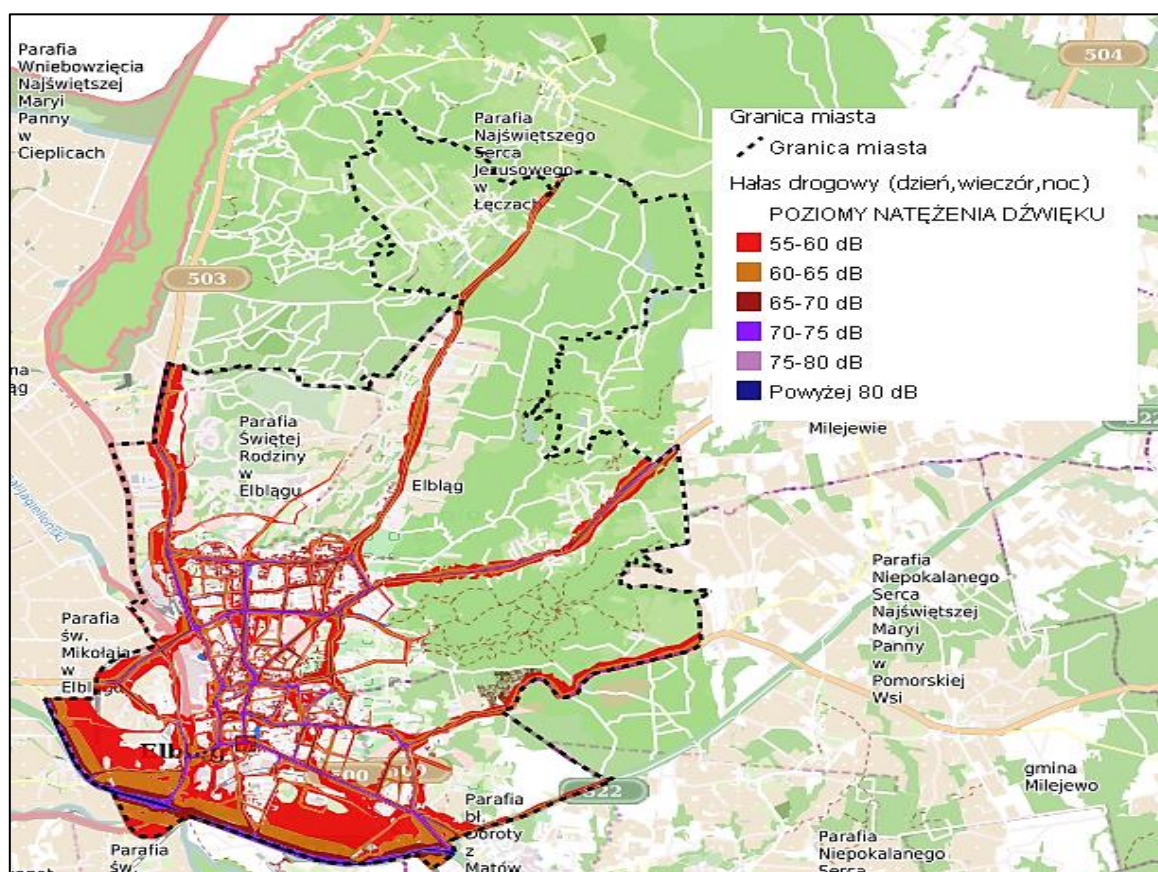 Parafia
Wniebowzięcia
Najświętszej
Maryi
Panny
w
Cieplicach
504
Parafia
Najświętszego
Serca
Jezusowego
w
Łęczach
Granica miasta
Granica miasta
Hałas drogowy (dzień,wieczór,noc)
POZIOMY NATĘŻENIA DŹWIĘKU
55-60 dB
60-65 dB
65-70 dB
70-75 dB
75-80 dB
Powyżej 80 dB
503
Parafia
Świętej
Rodziny
w
Elblągu
Elbląg
Milejewie
Parafia
św.
Mikołaja
w
Elblągu
Parafia
Niepokalanego
Serca
Najświętszej
Maryi
Panny
w
Pomorskiej
Wsi
Elbląg
500
522
gmina
Milejewo
Parafia
bł.
Doroty
z
Mątów
Parafia
św.
Parafia
Niepokalanego
Serca